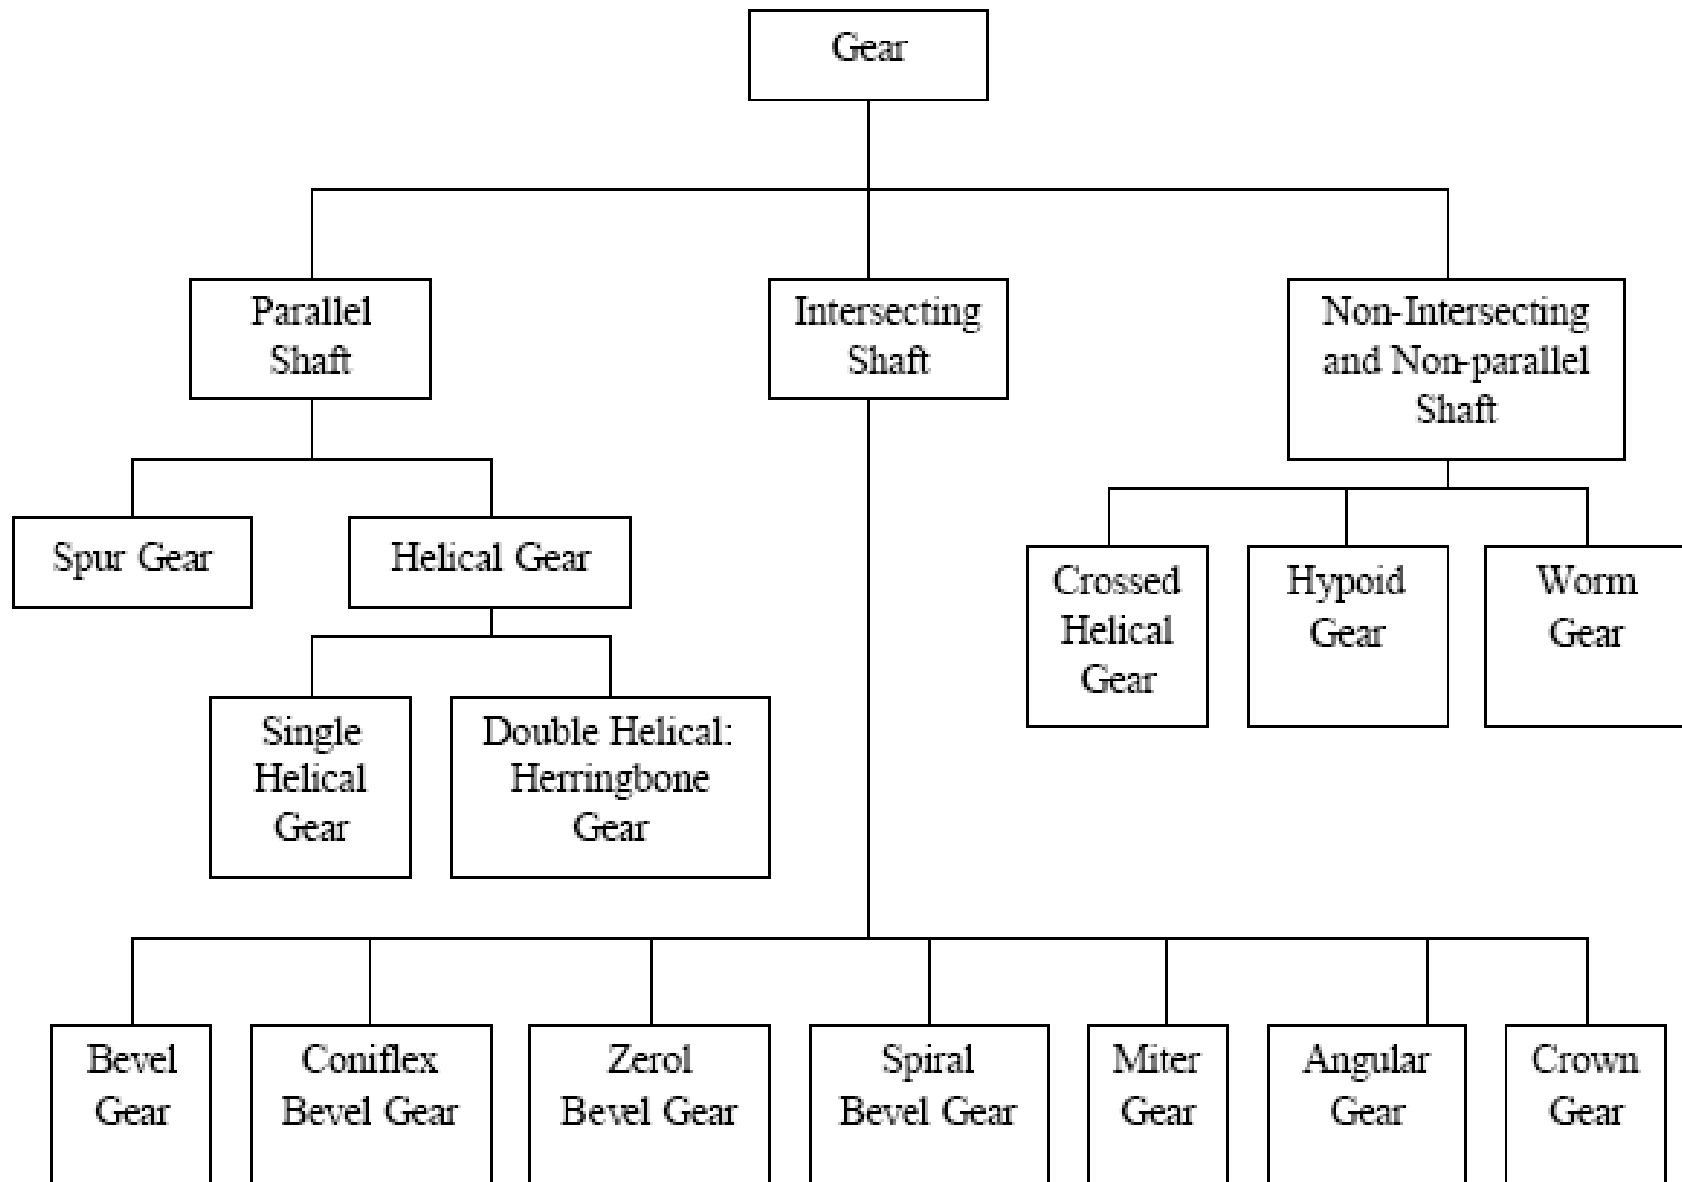 Gear
Parallel
Shaft
Intersecting
Shaft
Non-Intersecting
and Non-parallel
Shaft
Spur Gear
Helical Gear
Crossed
Helical
Gear
Hypoid
Gear
Worm
Gear
Single
Helical
Gear
Double Helical:
Herringbone
Gear
Bevel
Gear
Coniflex
Bevel Gear
Zerol
Bevel Gear
Spiral
Bevel Gear
Miter
Gear
Angular
Gear
Crown
Gear